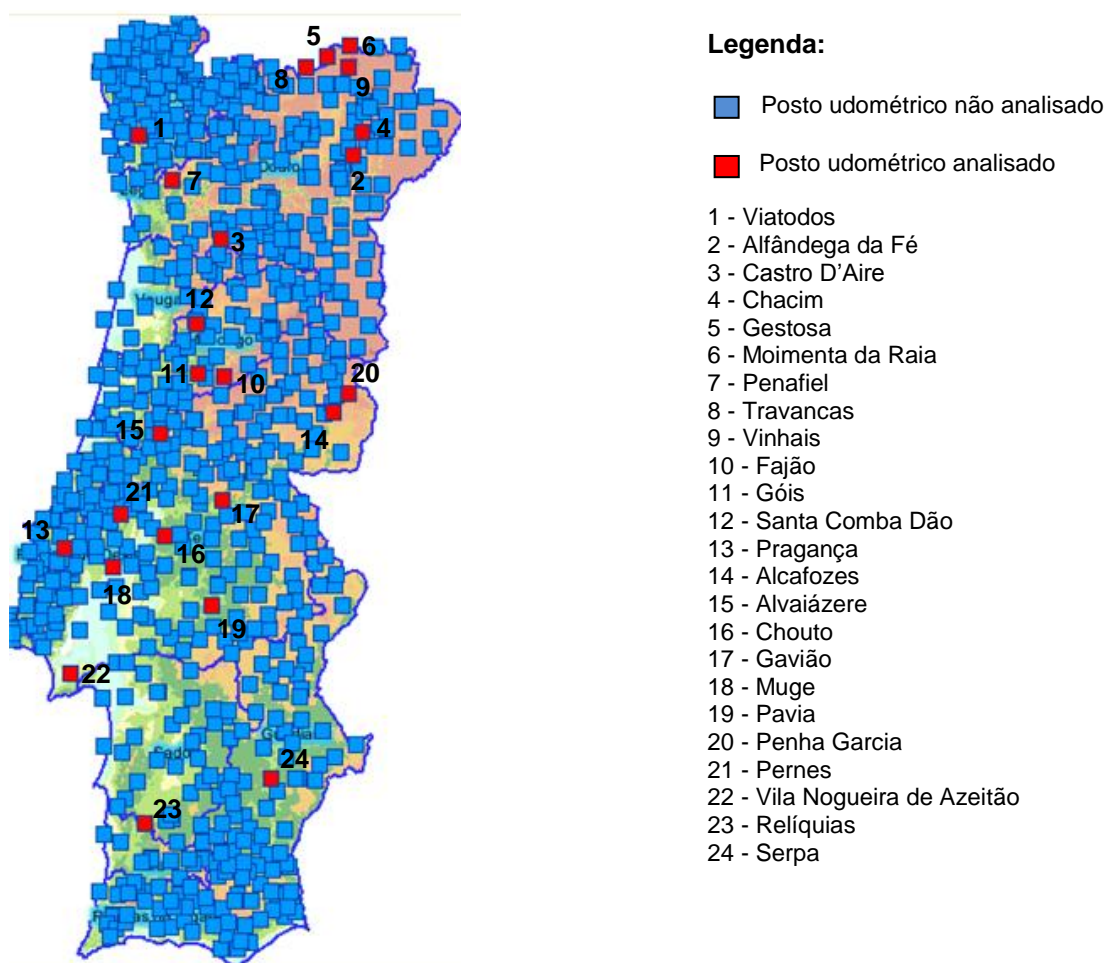 Legenda:
Posto udométrico não analisado
Posto udométrico analisado
1 - Viatodos
2 - Alfândega da Fé
3 - Castro D'Aire
4 - Chacim
5 - Gestosa
6 - Moimenta da Raia
7 - Penafiel
8 - Travancas
9 - Vinhais
10 - Fajão
11 - Góis
12 - Santa Comba Dão
13 - Pragança
14 - Alcafozes
15 - Alvaiázere
16 - Chouto
17 - Gavião
18 - Muge
19 - Pavia
20 - Penha Garcia
21 - Pernes
22 - Vila Nogueira de Azeitão
23 - Relíquias
24 - Serpa
5
6
8
9
1
4
7
2
3
Vouga
12
11
10
20
15
14
21
17
13
16
18
19
22
Sado
24
23